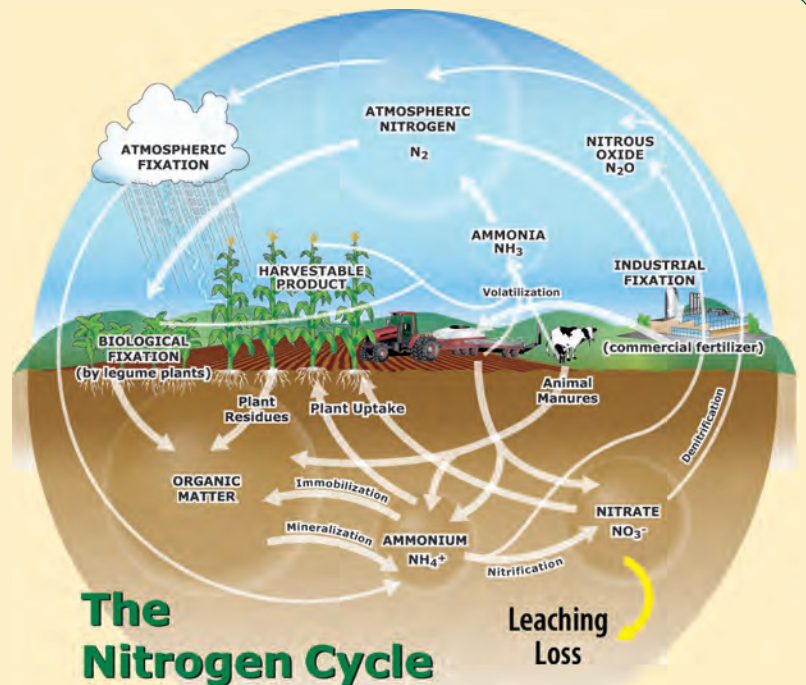 ATMOSPHERIC
NITROGEN
N₂
ATMOSPHERIC
FIXATION
NITROUS
OXIDE
N₂O
AMMONIA
NH₃
HARVESTABLE
PRODUCT
INDUSTRIAL
FIXATION
Volatilization
BIOLOGICAL
FIXATION
(by legume plants)
(commercial fertilizer)
Plant
Residues
Plant Uptake
Animal
Manures
Denitrification
ORGANIC
MATTER
Immobilization
Mineralization
AMMONIUM
NH₄⁺
Nitrification
NITRATE
NO₃⁻
The
Nitrogen Cycle
Leaching
Loss